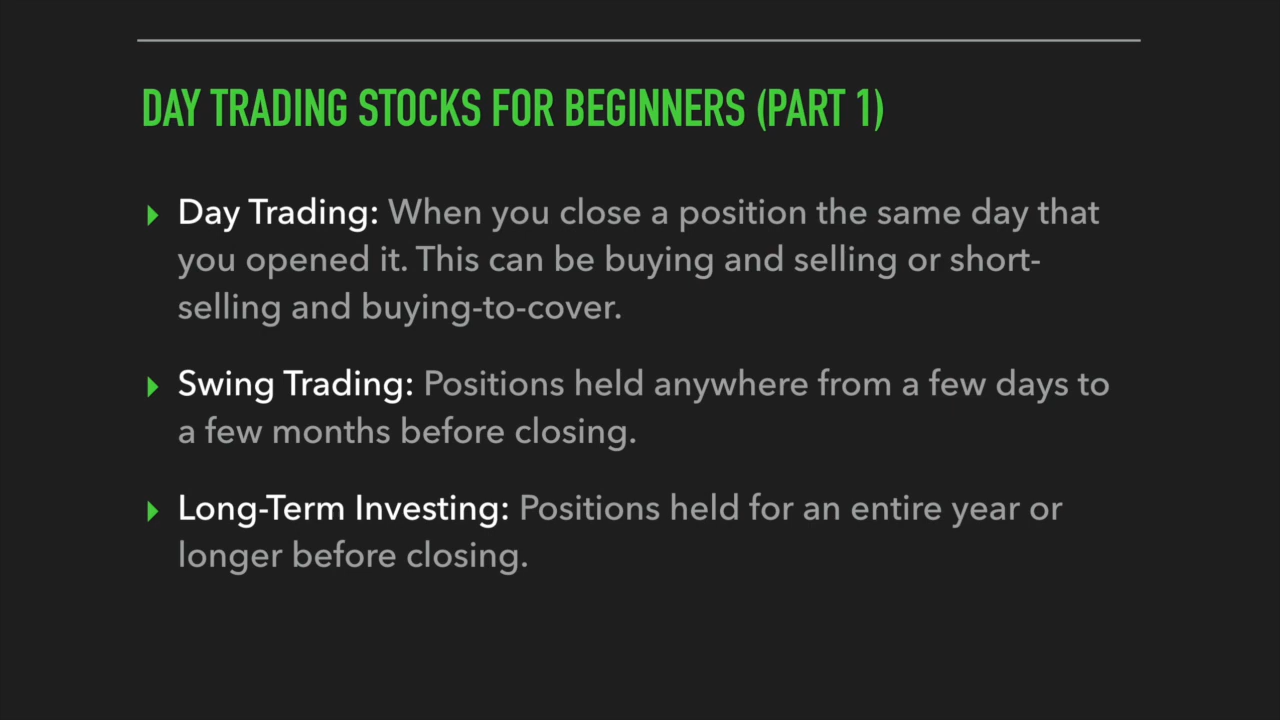 DAY TRADING STOCKS FOR BEGINNERS (PART 1)
Day Trading: When you close a position the same day that
you opened it. This can be buying and selling or short-
selling and buying-to-cover.
Swing Trading: Positions held anywhere from a few days to
a few months before closing.
Long-Term Investing: Positions held for an entire year or
longer before closing.